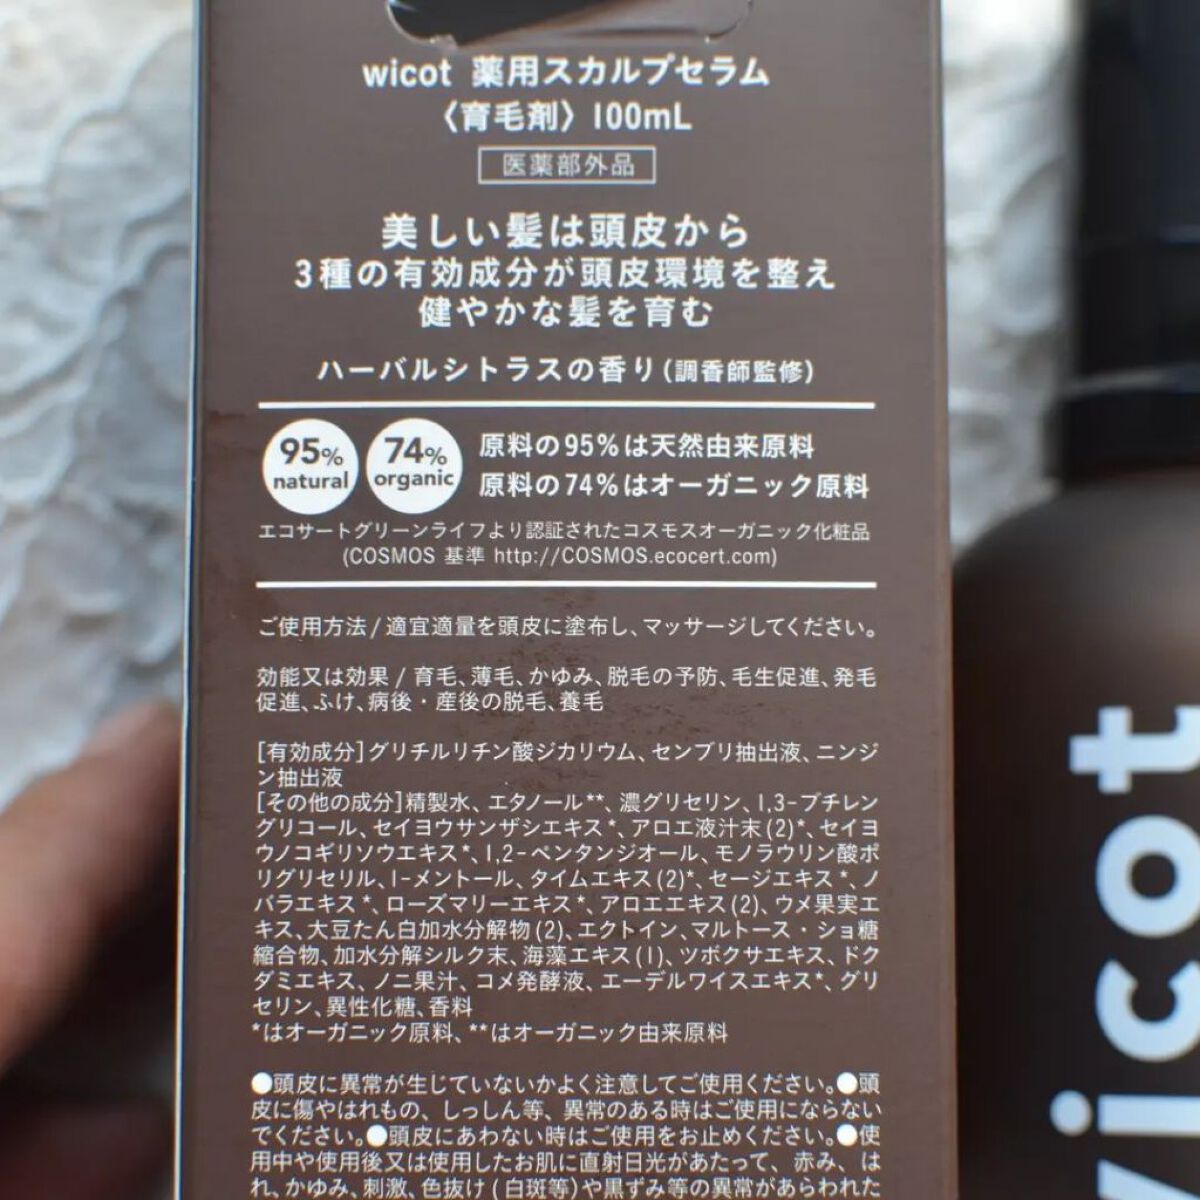 wicot 薬用スカルプセラム
〈育毛剤〉100mL
医薬部外品
美しい髪は頭皮から
3種の有効成分が頭皮環境を整え
健やかな髪を育む
ハーバルシトラスの香り(調香師監修)
95% natural
74% organic
原料の95%は天然由来原料
原料の74%はオーガニック原料
エコサートグリーンライフより認証されたコスモスオーガニック化粧品
(COSMOS 基準 http://COSMOS.ecocert.com)
ご使用方法/適宜適量を頭皮に塗布し、マッサージしてください。
効能又は効果/育毛、薄毛、かゆみ、脱毛の予防、毛生促進、発毛
促進、ふけ、病後・産後の脱毛、養毛
[有効成分]グリチルリチン酸ジカリウム、センブリ抽出液、ニンジ
ン抽出液
[その他の成分]精製水、エタノール**、濃グリセリン、1,3-ブチレン
グリコール、セイヨウサンザシエキス*、アロエ液汁末(2)*、セイヨ
ウノコギリソウエキス*、1,2-ペンタンジオール、モノラウリン酸ポ
リグリセリル、l-メントール、タイムエキス(2)*、セージエキス*、ノ
バラエキス*、ローズマリーエキス*、アロエエキス(2)、ウメ果実エ
キス、大豆たん白加水分解物(2)、エクトイン、マルトース・ショ糖
縮合物、加水分解シルク末、海藻エキス(1)、ツボクサエキス、ドク
ダミエキス、ノニ果汁、コメ発酵液、エーデルワイスエキス*、グリ
セリン、異性化糖、香料
*はオーガニック原料、**はオーガニック由来原料
●頭皮に異常が生じていないかよく注意してご使用ください。●頭
皮に傷やはれもの、しっしん等、異常のある時はご使用にならない
でください。●頭皮にあわない時はご使用をお止めください。●使
用中や使用後又は使用したお肌に直射日光があたって、赤み、は
れ、かゆみ、刺激、色抜け(白斑等)や黒ずみ等の異常があらわれた
wicot